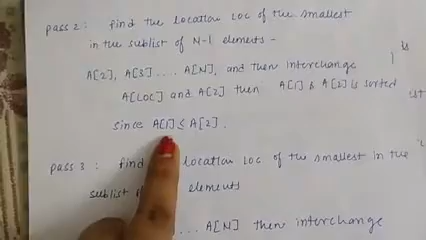 Pass 2: Find the location LOC of the smallest
in the sublist of N-1 elements -
A[2], A[3] .... A[N], and then interchange
A[LOC] and A[2] then A[1] & A[2] is sorted
since A[1] ≤ A[2].
Pass 3: Find location LOC of the smallest in the
sublist elements
... A[N] then interchange